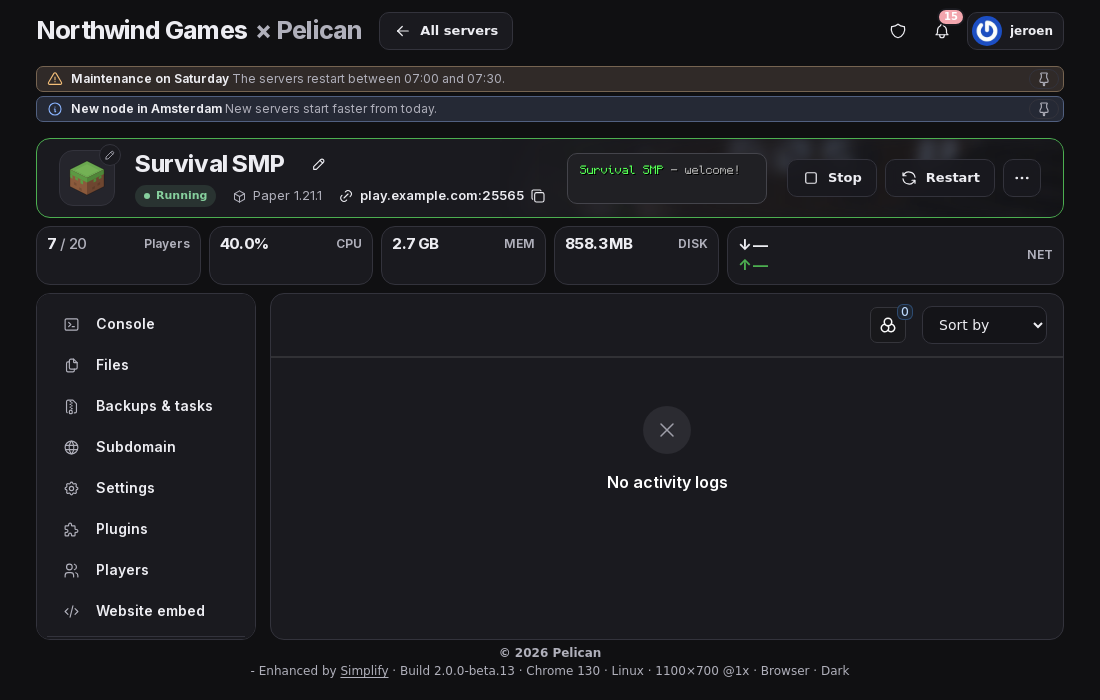 Northwind Games × Pelican
All servers
15
jeroen
Maintenance on Saturday The servers restart between 07:00 and 07:30.
New node in Amsterdam New servers start faster from today.
Survival SMP
Running
Paper 1.21.1
play.example.com:25565
Survival SMP — welcome!
Stop
Restart
7 / 20 Players
40.0% CPU
2.7 GB MEM
858.3 MB DISK
↓—
↑—
NET
Console
Files
Backups & tasks
Subdomain
Settings
Plugins
Players
Website embed
0
Sort by
No activity logs
© 2026 Pelican
- Enhanced by Simplify · Build 2.0.0-beta.13 · Chrome 130 · Linux · 1100×700 @1x · Browser · Dark